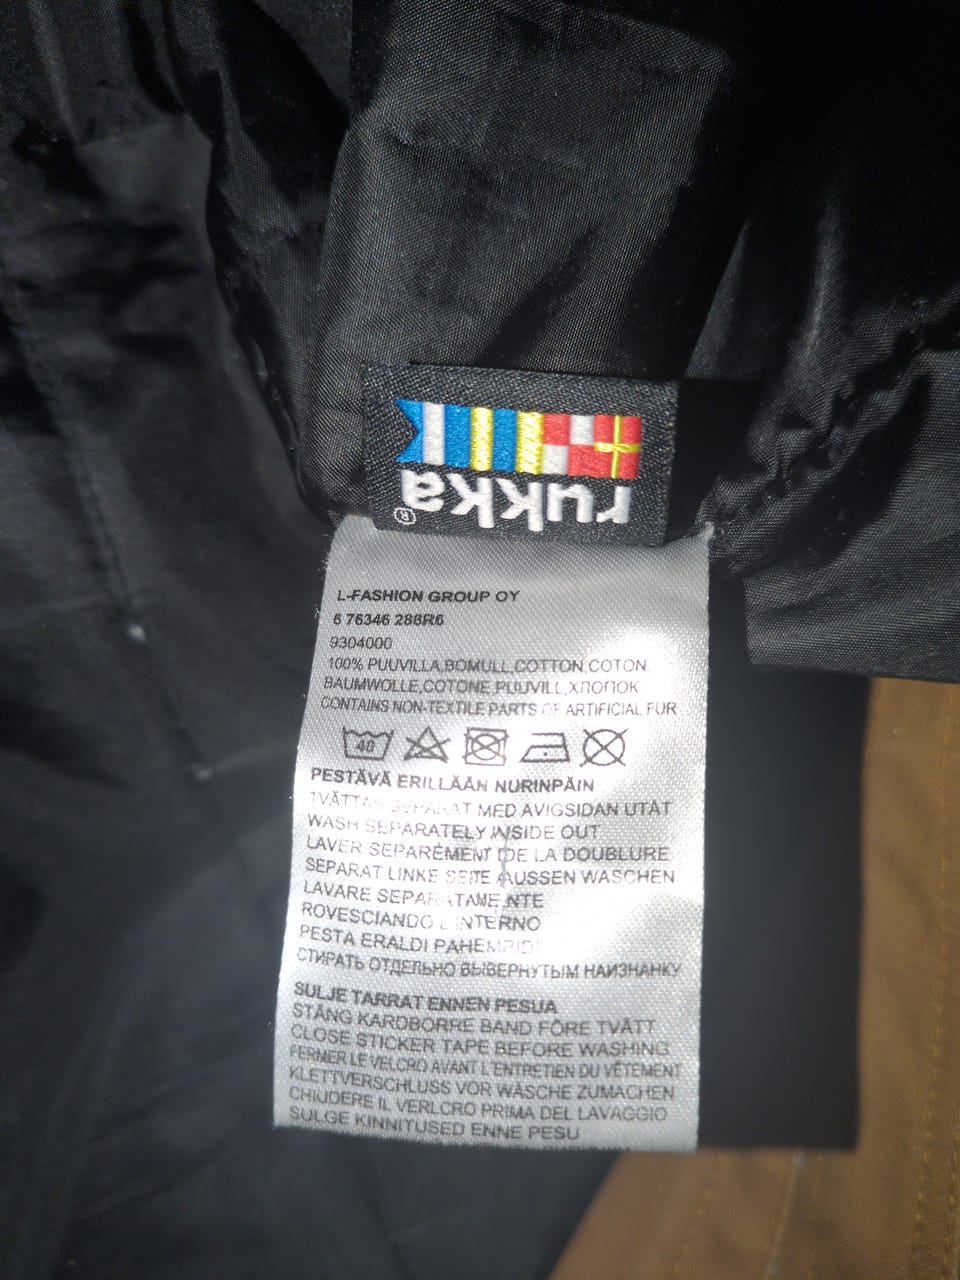 rukka®
L-FASHION GROUP OY
6 76346 288R6
9304000
100% PUUVILLA,BOMULL,COTTON,COTON
BAUMWOLLE,COTONE,PUUVILL,ХЛОПОК
CONTAINS NON-TEXTILE PARTS OF ARTIFICIAL FUR
40
PESTÄVÄ ERILLÄÄN NURINPÄIN
TVÄTTAS SEPARAT MED AVIGSIDAN UTÅT
WASH SEPARATELY INSIDE OUT
LAVER SEPARÉMENT DE LA DOUBLURE
SEPARAT LINKE SEITE AUSSEN WASCHEN
LAVARE SEPARATAMENTE
ROVESCIANDO L'INTERNO
PESTA ERALDI PAHEMPIDI
СТИРАТЬ ОТДЕЛЬНО ВЫВЕРНУТЫМ НАИЗНАНКУ
SULJE TARRAT ENNEN PESUA
STÄNG KARDBORRE BAND FÖRE TVÄTT
CLOSE STICKER TAPE BEFORE WASHING
FERMER LE VELCRO AVANT L'ENTRETIEN DU VÊTEMENT
KLETTVERSCHLUSS VOR WÄSCHE ZUMACHEN
CHIUDERE IL VERLCRO PRIMA DEL LAVAGGIO
SULGE KINNITUSED ENNE PESU